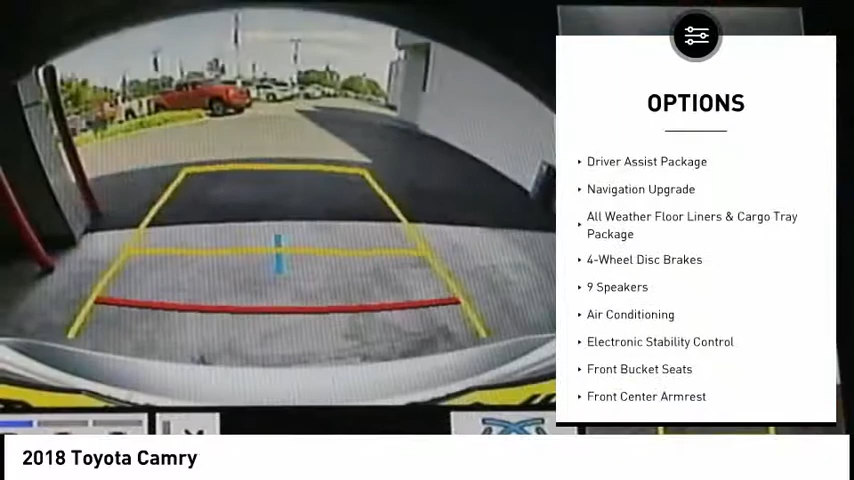 OPTIONS
Driver Assist Package
Navigation Upgrade
All Weather Floor Liners & Cargo Tray
Package
4-Wheel Disc Brakes
9 Speakers
Air Conditioning
Electronic Stability Control
Front Bucket Seats
Front Center Armrest
2018 Toyota Camry